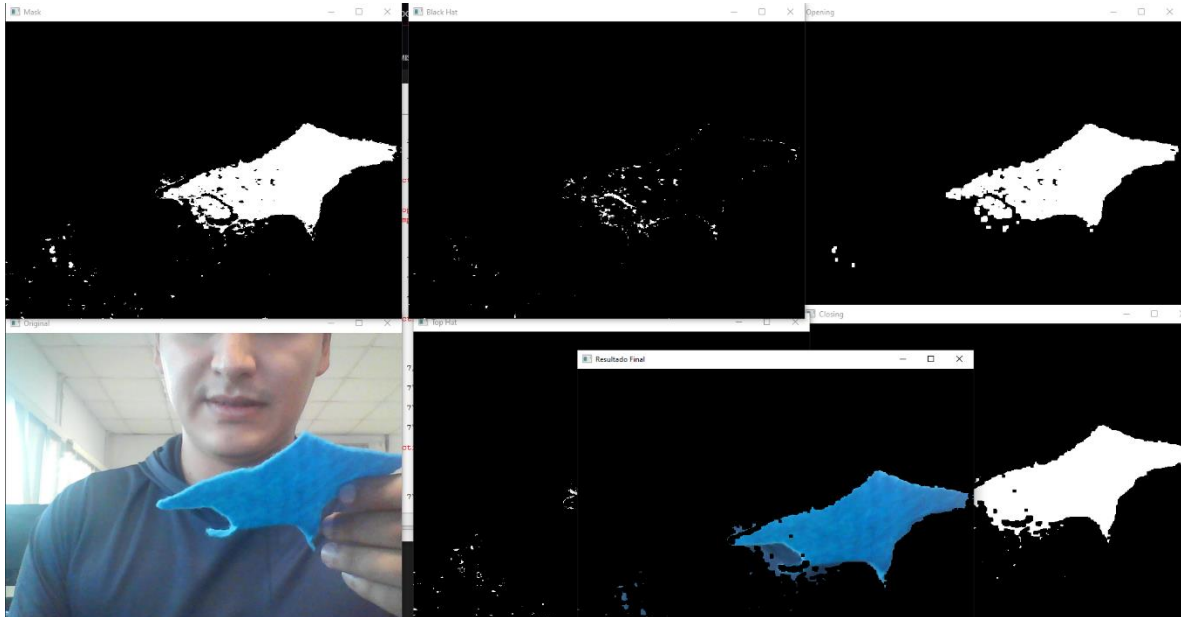 Mask
Black Hat
Opening
Original
Top Hat
Closing
Resultado Final